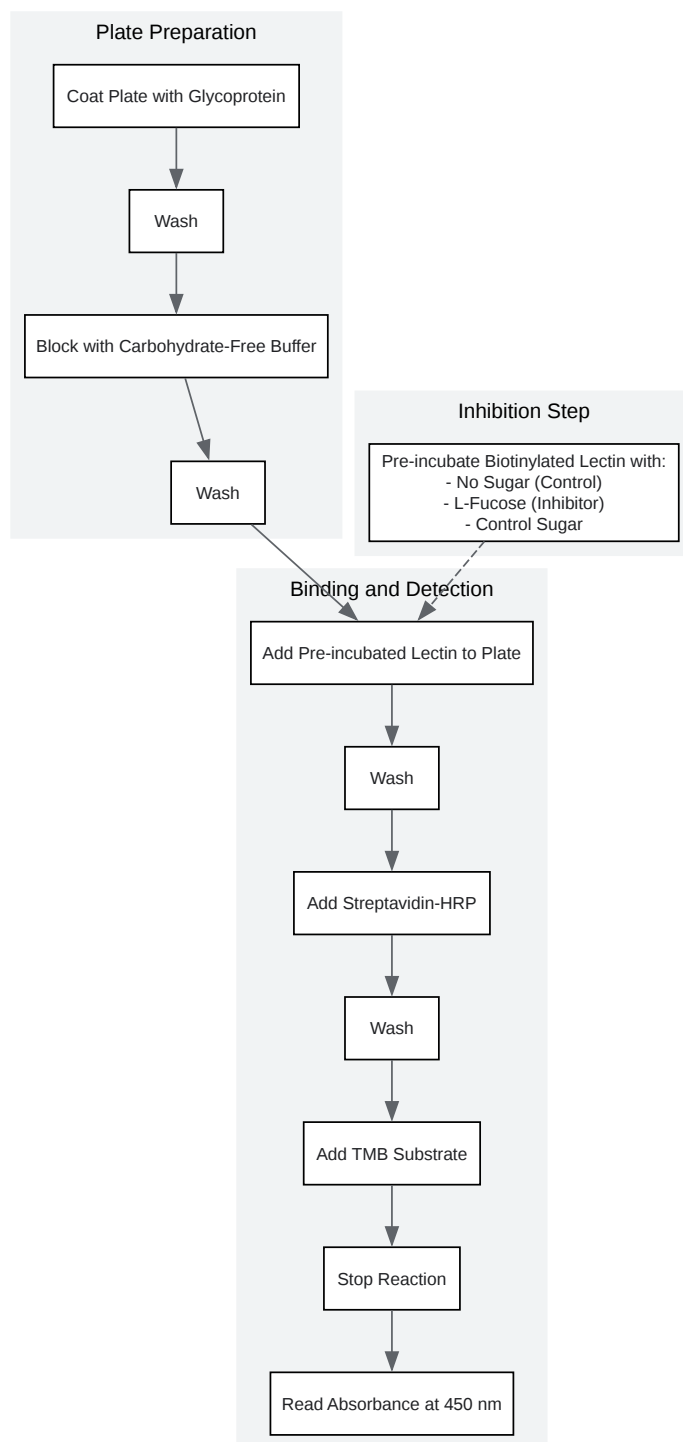 Plate Preparation
Coat Plate with Glycoprotein
Wash
Block with Carbohydrate-Free Buffer
Wash
Inhibition Step
Pre-incubate Biotinylated Lectin with:
- No Sugar (Control)
- L-Fucose (Inhibitor)
- Control Sugar
Binding and Detection
Add Pre-incubated Lectin to Plate
Wash
Add Streptavidin-HRP
Wash
Add TMB Substrate
Stop Reaction
Read Absorbance at 450 nm